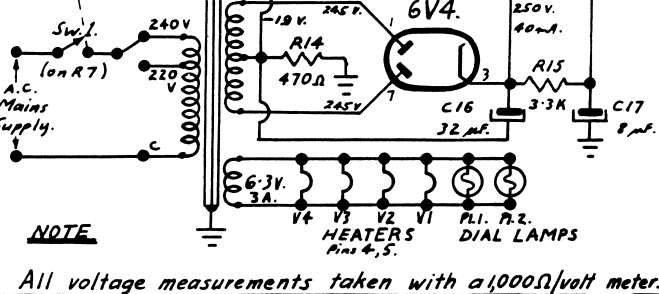 6V4.
Sw.1.
240V
245V.
1
250V.
-19V.
40mA.
R14
R15
(on R7)
220
V
470Ω
3
A.C.
Mains
Supply.
245V
7
C16
3·3K
C17
32 µF.
8 µF.
C
6·3V.
3A.
V4 V3 V2 V1 PL1. PL2.
NOTE
HEATERS DIAL LAMPS
Pins 4, 5.
All voltage measurements taken with a 1,000Ω/volt meter.